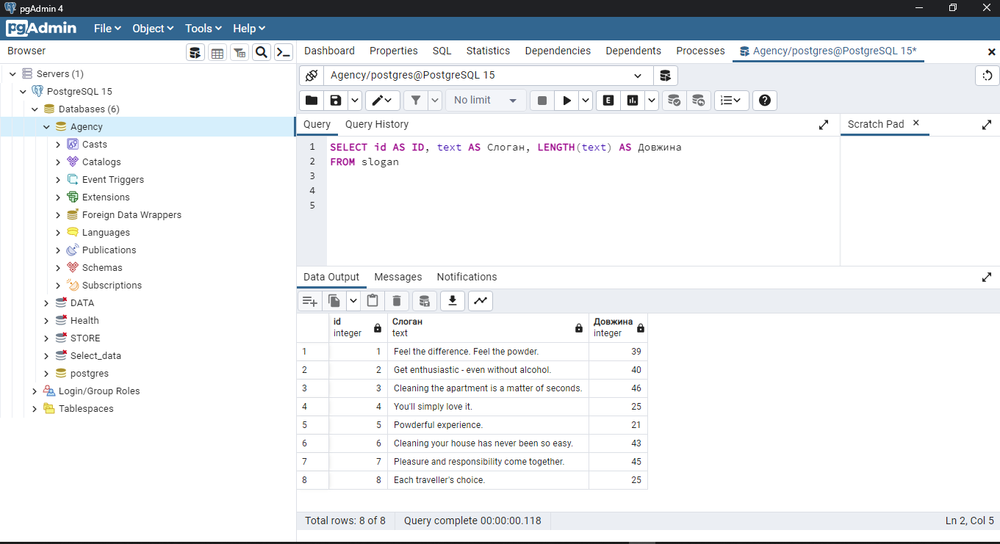 pgAdmin 4
pgAdmin File Object Tools Help
Browser
Dashboard Properties SQL Statistics Dependencies Dependents Processes Agency/postgres@PostgreSQL 15*
Servers (1)
PostgreSQL 15
Databases (6)
Agency
Casts
Catalogs
Event Triggers
Extensions
Foreign Data Wrappers
Languages
Publications
Schemas
Subscriptions
DATA
Health
STORE
Select_data
postgres
Login/Group Roles
Tablespaces
Agency/postgres@PostgreSQL 15
No limit E
Query Query History Scratch Pad
1 SELECT id AS ID, text AS Слоган, LENGTH(text) AS Довжина
2 FROM slogan
3
4
5
Data Output Messages Notifications
id Слоган Довжина
integer text integer
1 1 Feel the difference. Feel the powder. 39
2 2 Get enthusiastic - even without alcohol. 40
3 3 Cleaning the apartment is a matter of seconds. 46
4 4 You'll simply love it. 25
5 5 Powderful experience. 21
6 6 Cleaning your house has never been so easy. 43
7 7 Pleasure and responsibility come together. 45
8 8 Each traveller's choice. 25
Total rows: 8 of 8 Query complete 00:00:00.118 Ln 2, Col 5